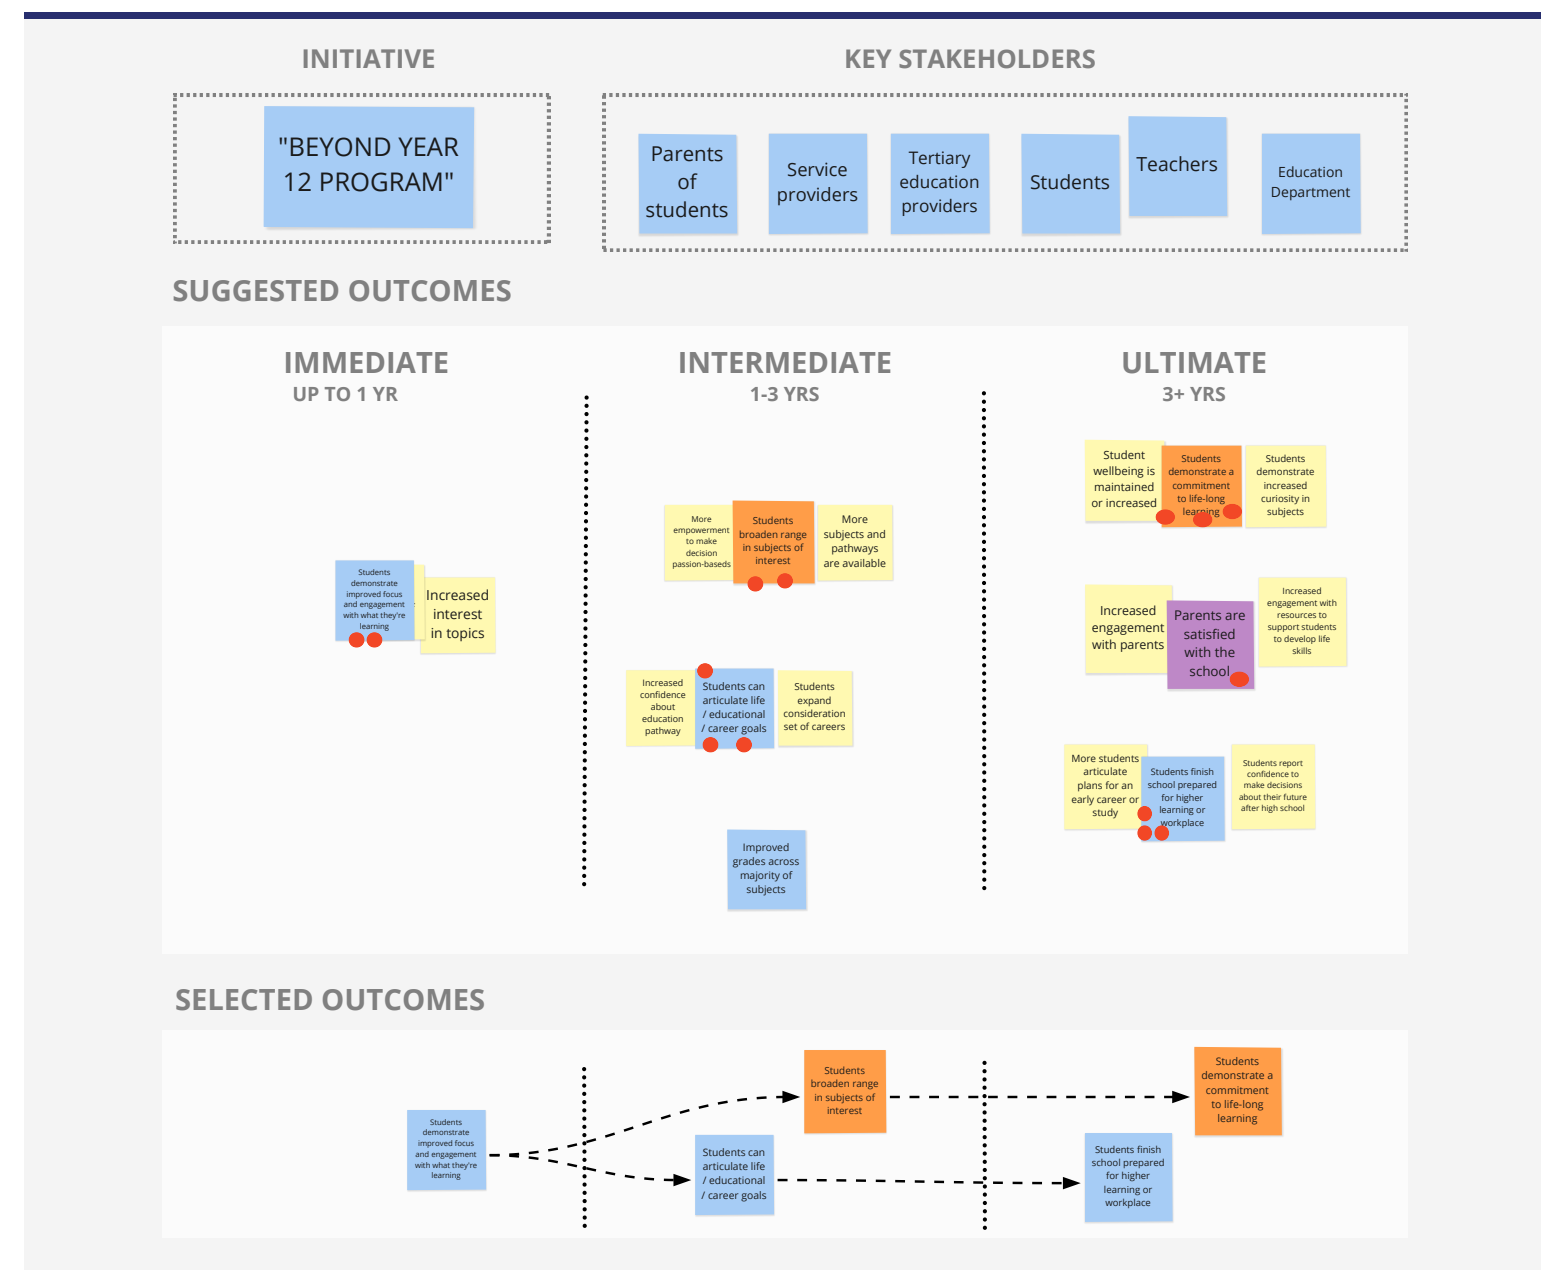 INITIATIVE
KEY STAKEHOLDERS
"BEYOND YEAR
12 PROGRAM"
Parents
of
students
Service
providers
Tertiary
education
providers
Students
Teachers
Education
Department
SUGGESTED OUTCOMES
IMMEDIATE
UP TO 1 YR
INTERMEDIATE
1-3 YRS
ULTIMATE
3+ YRS
Students
demonstrate
improved focus
and engagement
with what they're
learning
Increased
interest
in topics
More
empowerment
to make
decision
passion-baseds
Students
broaden range
in subjects of
interest
More
subjects and
pathways
are available
Increased
confidence
about
education
pathway
Students can
articulate life
/ educational
/ career goals
Students
expand
consideration
set of careers
Improved
grades across
majority of
subjects
Student
wellbeing is
maintained
or increased
Students
demonstrate a
commitment
to life-long
learning
Students
demonstrate
increased
curiosity in
subjects
Increased
engagement
with parents
Parents are
satisfied
with the
school
Increased
engagement with
resources to
support students
to develop life
skills
More students
articulate
plans for an
early career or
study
Students finish
school prepared
for higher
learning or
workplace
Students report
confidence to
make decisions
about their future
after high school
SELECTED OUTCOMES
Students
demonstrate
improved focus
and engagement
with what they're
learning
Students
broaden range
in subjects of
interest
Students can
articulate life
/ educational
/ career goals
Students
demonstrate a
commitment
to life-long
learning
Students finish
school prepared
for higher
learning or
workplace